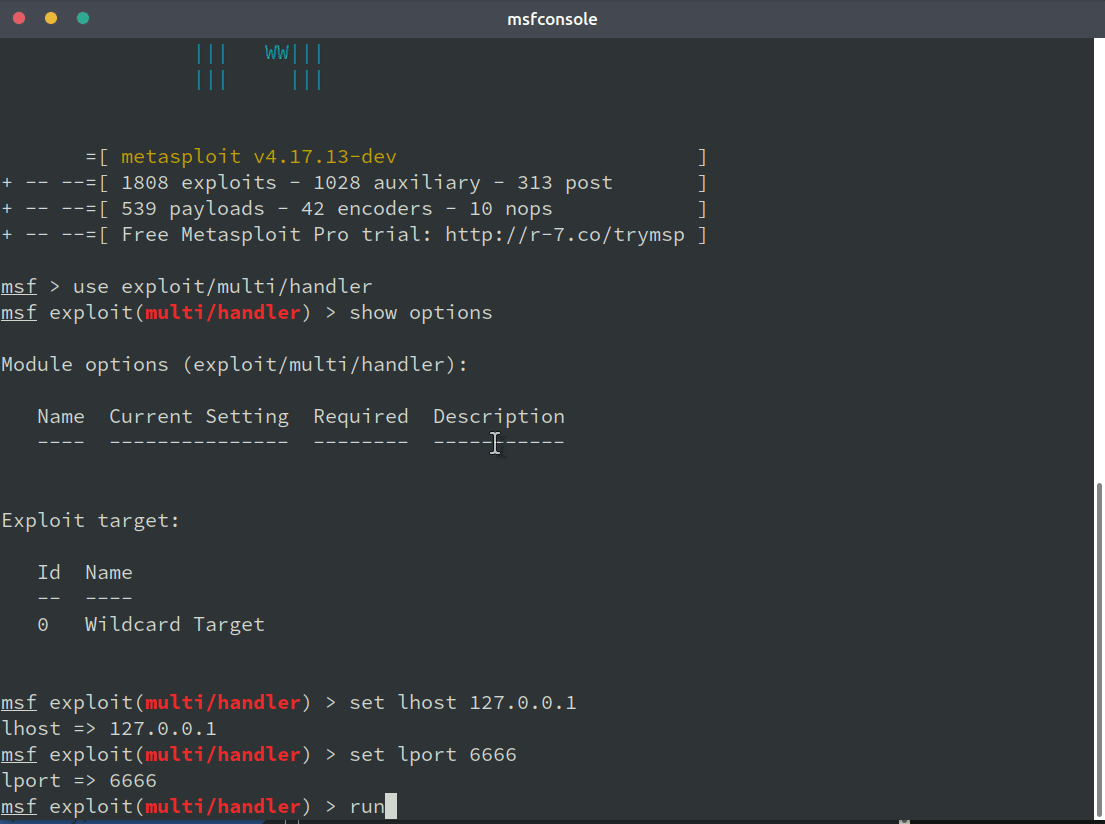 msfconsole
|||   WW|||
|||     |||
=[ metasploit v4.17.13-dev                         ]
+ -- --=[ 1808 exploits - 1028 auxiliary - 313 post       ]
+ -- --=[ 539 payloads - 42 encoders - 10 nops            ]
+ -- --=[ Free Metasploit Pro trial: http://r-7.co/trymsp ]
msf > use exploit/multi/handler
msf exploit(multi/handler) > show options
Module options (exploit/multi/handler):
Name  Current Setting  Required  Description
----  ---------------  --------  -----------
Exploit target:
Id  Name
--  ----
0   Wildcard Target
msf exploit(multi/handler) > set lhost 127.0.0.1
lhost => 127.0.0.1
msf exploit(multi/handler) > set lport 6666
lport => 6666
msf exploit(multi/handler) > run